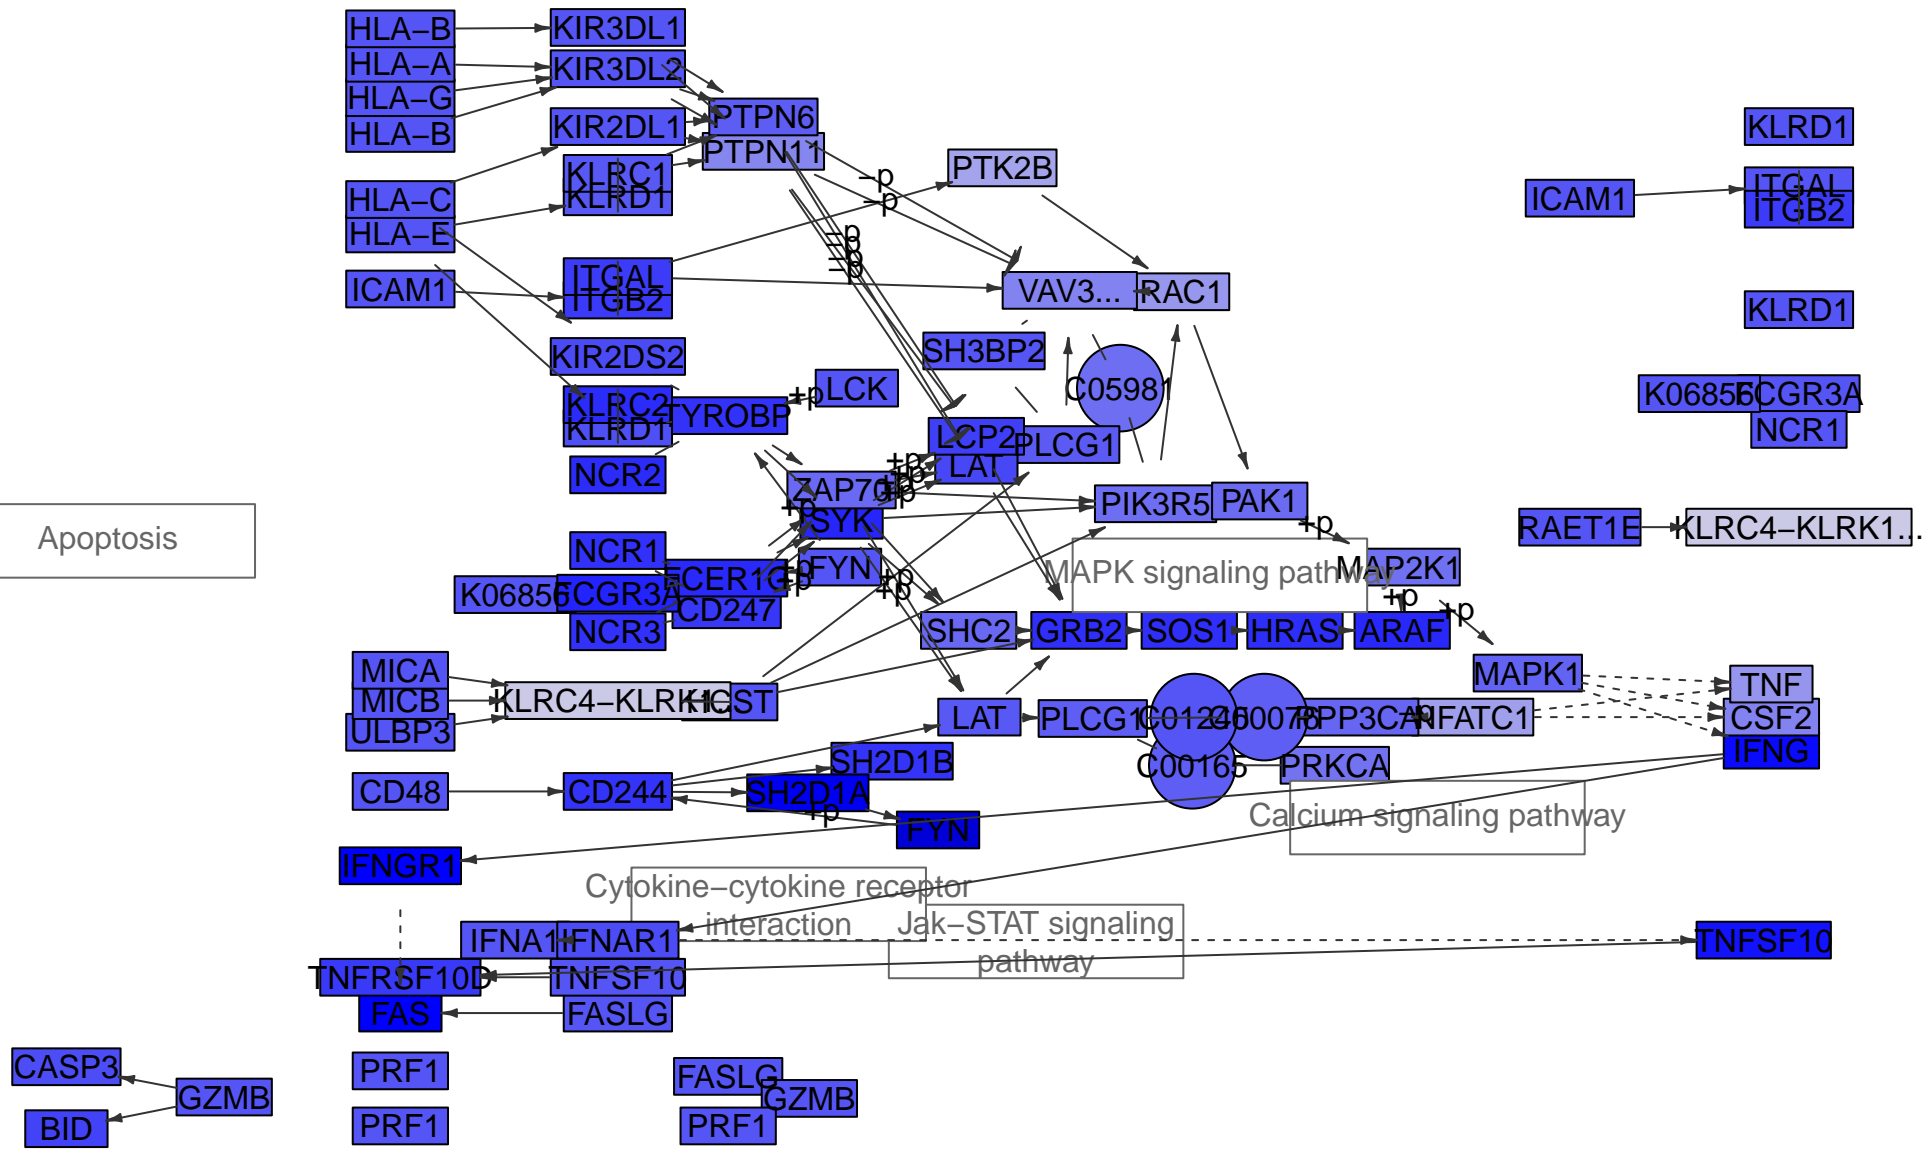 HLA–B
KIR3DL1
HLA–A
KIR3DL2
HLA–G
HLA–B
PTPN6
KIR2DL1
KLRD1
PTPN11
PTK2B
KLRC1
KLRD1
–p
–p
HLA–C
ICAM1
ITGAL
ITGB2
HLA–E
–p
–p
–p
–p
ITGAL
ITGB2
ICAM1
VAV3...
RAC1
KLRD1
KIR2DS2
SH3BP2
LCK
+p
C05981
K06856
FCGR3A
NCR1
KLRC2
KLRD1
TYROBP
LCP2
LAT
PLCG1
NCR2
ZAP70
+p
+p
+p
SYK
+p
PIK3R5
PAK1
+p
RAET1E
KLRC4–KLRK1...
Apoptosis
NCR1
FCER1G
+p
+p
FYN
+p
+p
MAPK signaling pathway
MAP2K1
K06856
FCGR3A
CD247
+p
+p
NCR3
SHC2
GRB2
SOS1
HRAS
ARAF
MICA
MICB
ULBP3
KLRC4–KLRK1...
HCST
MAPK1
TNF
LAT
PLCG1
C01245
C00076
PPP3CA
NFATC1
CSF2
IFNG
SH2D1B
C00165
PRKCA
CD48
CD244
SH2D1A
+p
FYN
Calcium signaling pathway
IFNGR1
Cytokine–cytokine receptor
interaction
Jak–STAT signaling
pathway
IFNA1
IFNAR1
TNFSF10
TNFRSF10D
TNFSF10
FAS
FASLG
CASP3
GZMB
BID
PRF1
PRF1
FASLG
GZMB
PRF1